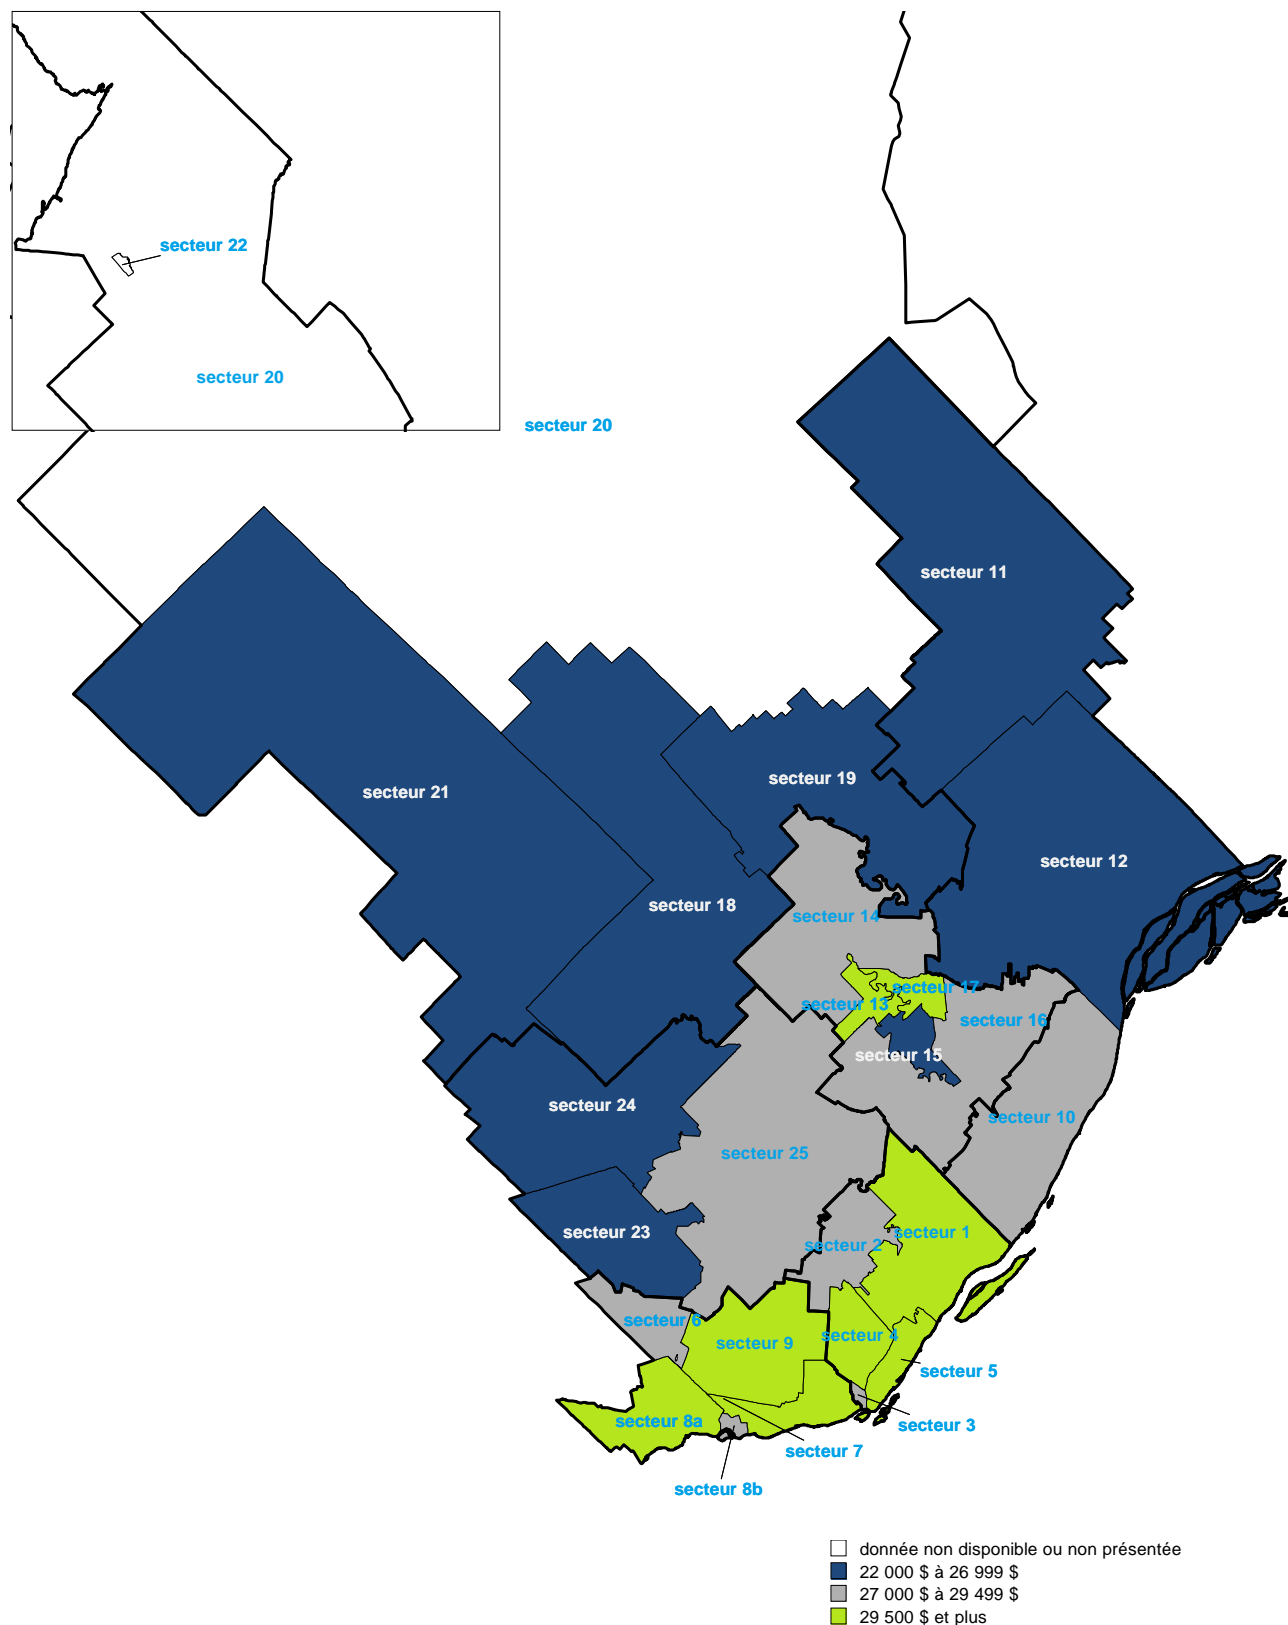 secteur 22
secteur 20
secteur 20
secteur 11
secteur 19
secteur 21
secteur 12
secteur 18
secteur 14
secteur 17
secteur 13
secteur 16
secteur 15
secteur 24
secteur 10
secteur 25
secteur 23
secteur 1
secteur 2
secteur 6
secteur 4
secteur 9
secteur 5
secteur 8a
secteur 3
secteur 7
secteur 8b
donnée non disponible ou non présentée
22 000 $ à 26 999 $
27 000 $ à 29 499 $
29 500 $ et plus